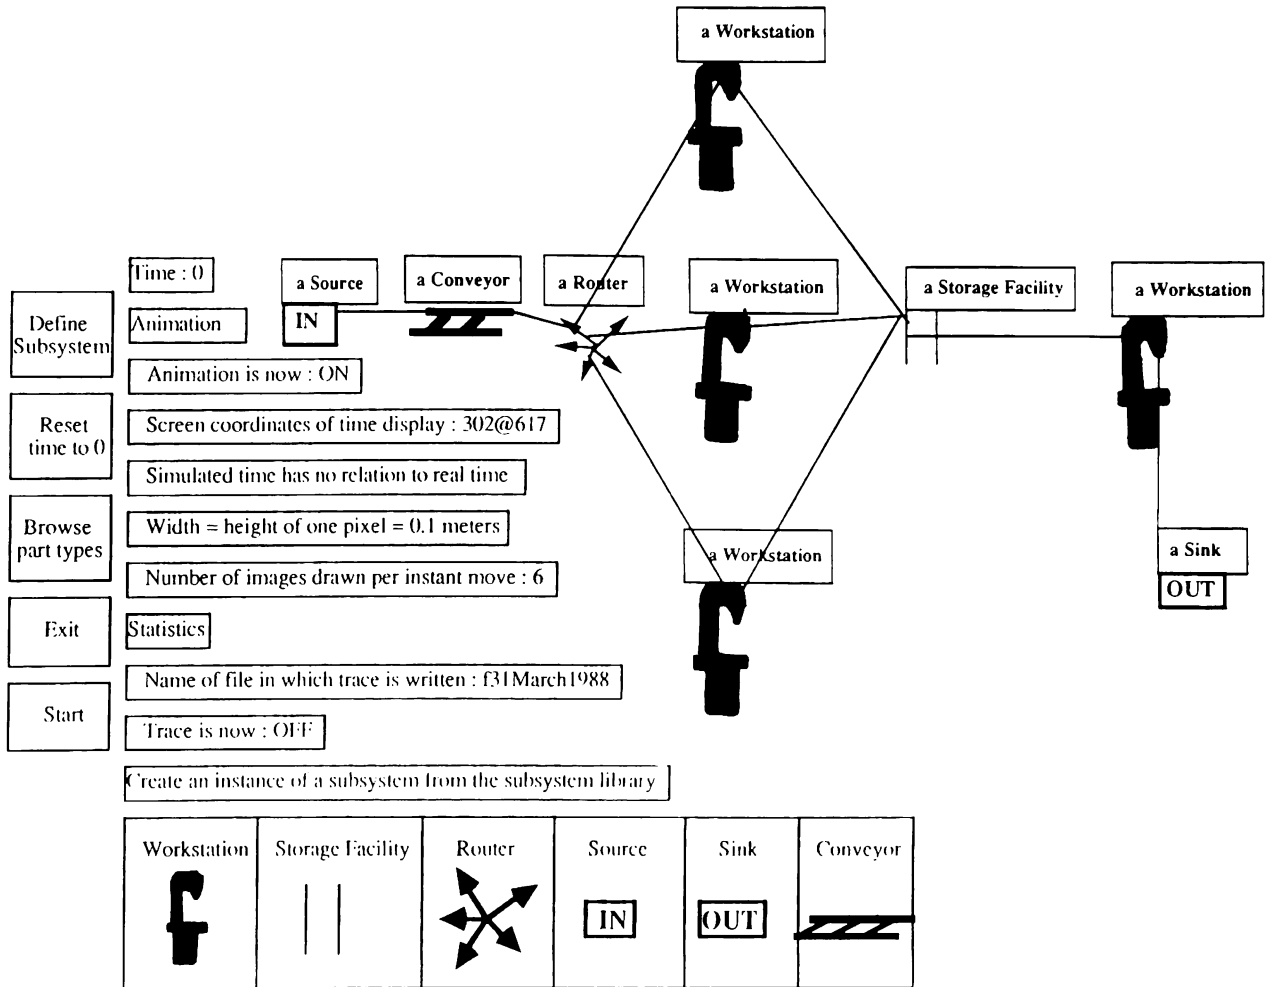 a Workstation
Time : 0
a Source
a Conveyor
a Router
a Workstation
a Storage Facility
a Workstation
Define
Subsystem
Animation
IN
Animation is now : ON
Reset
time to 0
Screen coordinates of time display : 302@617
Simulated time has no relation to real time
Browse
part types
Width = height of one pixel = 0.1 meters
a Workstation
a Sink
OUT
Number of images drawn per instant move : 6
Exit
Statistics
Name of file in which trace is written : f31March1988
Start
Trace is now : OFF
Create an instance of a subsystem from the subsystem library
Workstation
Storage Facility
Router
Source
Sink
Conveyor
IN
OUT